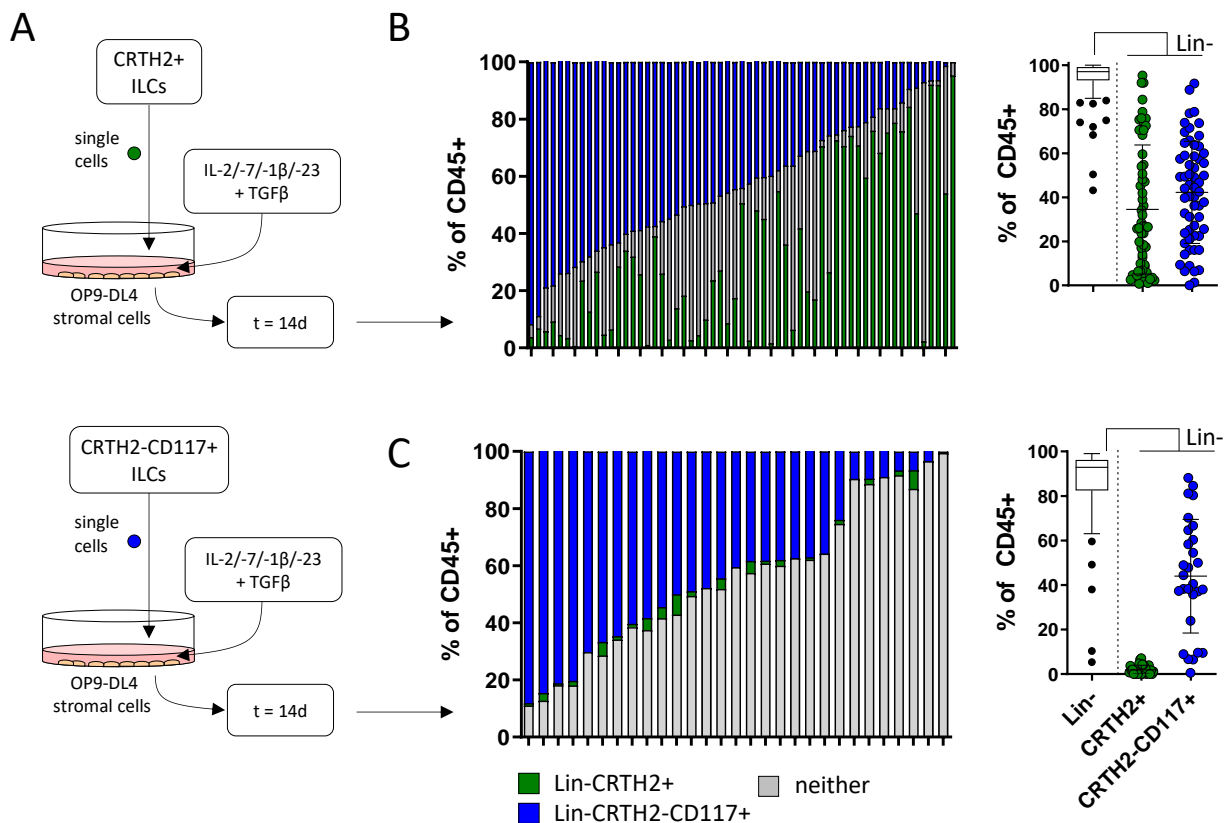 A
CRTH2+
ILCs
single
cells
IL-2/-7/-1β/-23
+ TGFβ
OP9-DL4
stromal cells
t = 14d
CRTH2-CD117+
ILCs
single
cells
IL-2/-7/-1β/-23
+ TGFβ
OP9-DL4
stromal cells
t = 14d
B
% of CD45+
100
80
60
40
20
0
Lin-
% of CD45+
100
80
60
40
20
0
C
% of CD45+
100
80
60
40
20
0
Lin-CRTH2+
neither
Lin-CRTH2-CD117+
Lin-
% of CD45+
100
80
60
40
20
0
Lin-
CRTH2+
CRTH2-CD117+